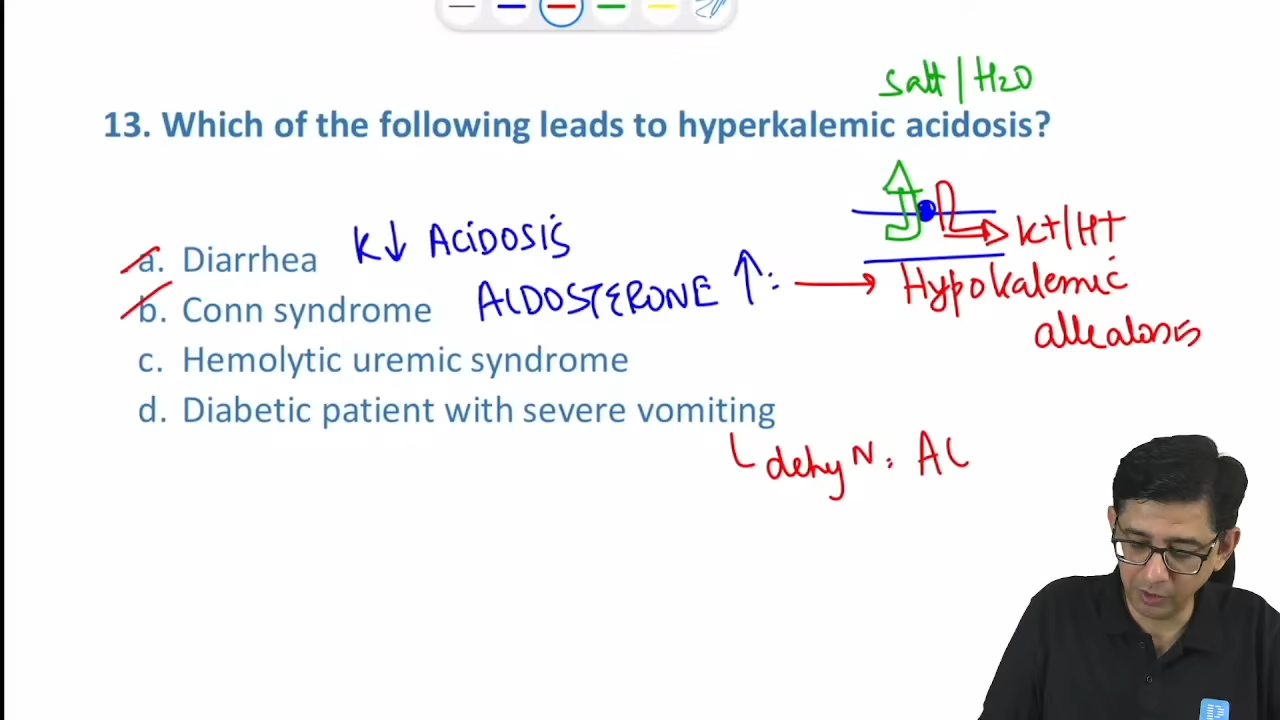 salt | H2O
13. Which of the following leads to hyperkalemic acidosis?
a. Diarrhea K↓ ACiDOSiS
K+/H+
b. Conn syndrome ALDOSTERONE ↑: → Hypokalemic
alkalosis
c. Hemolytic uremic syndrome
d. Diabetic patient with severe vomiting
dehyN: AL